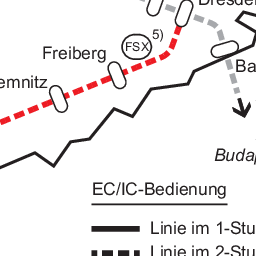 Dresden
5)
FSX
Freiberg
Ba
emnitz
Budap
EC/IC-Bedienung
Linie im 1-Stu
Linie im 2-Stu